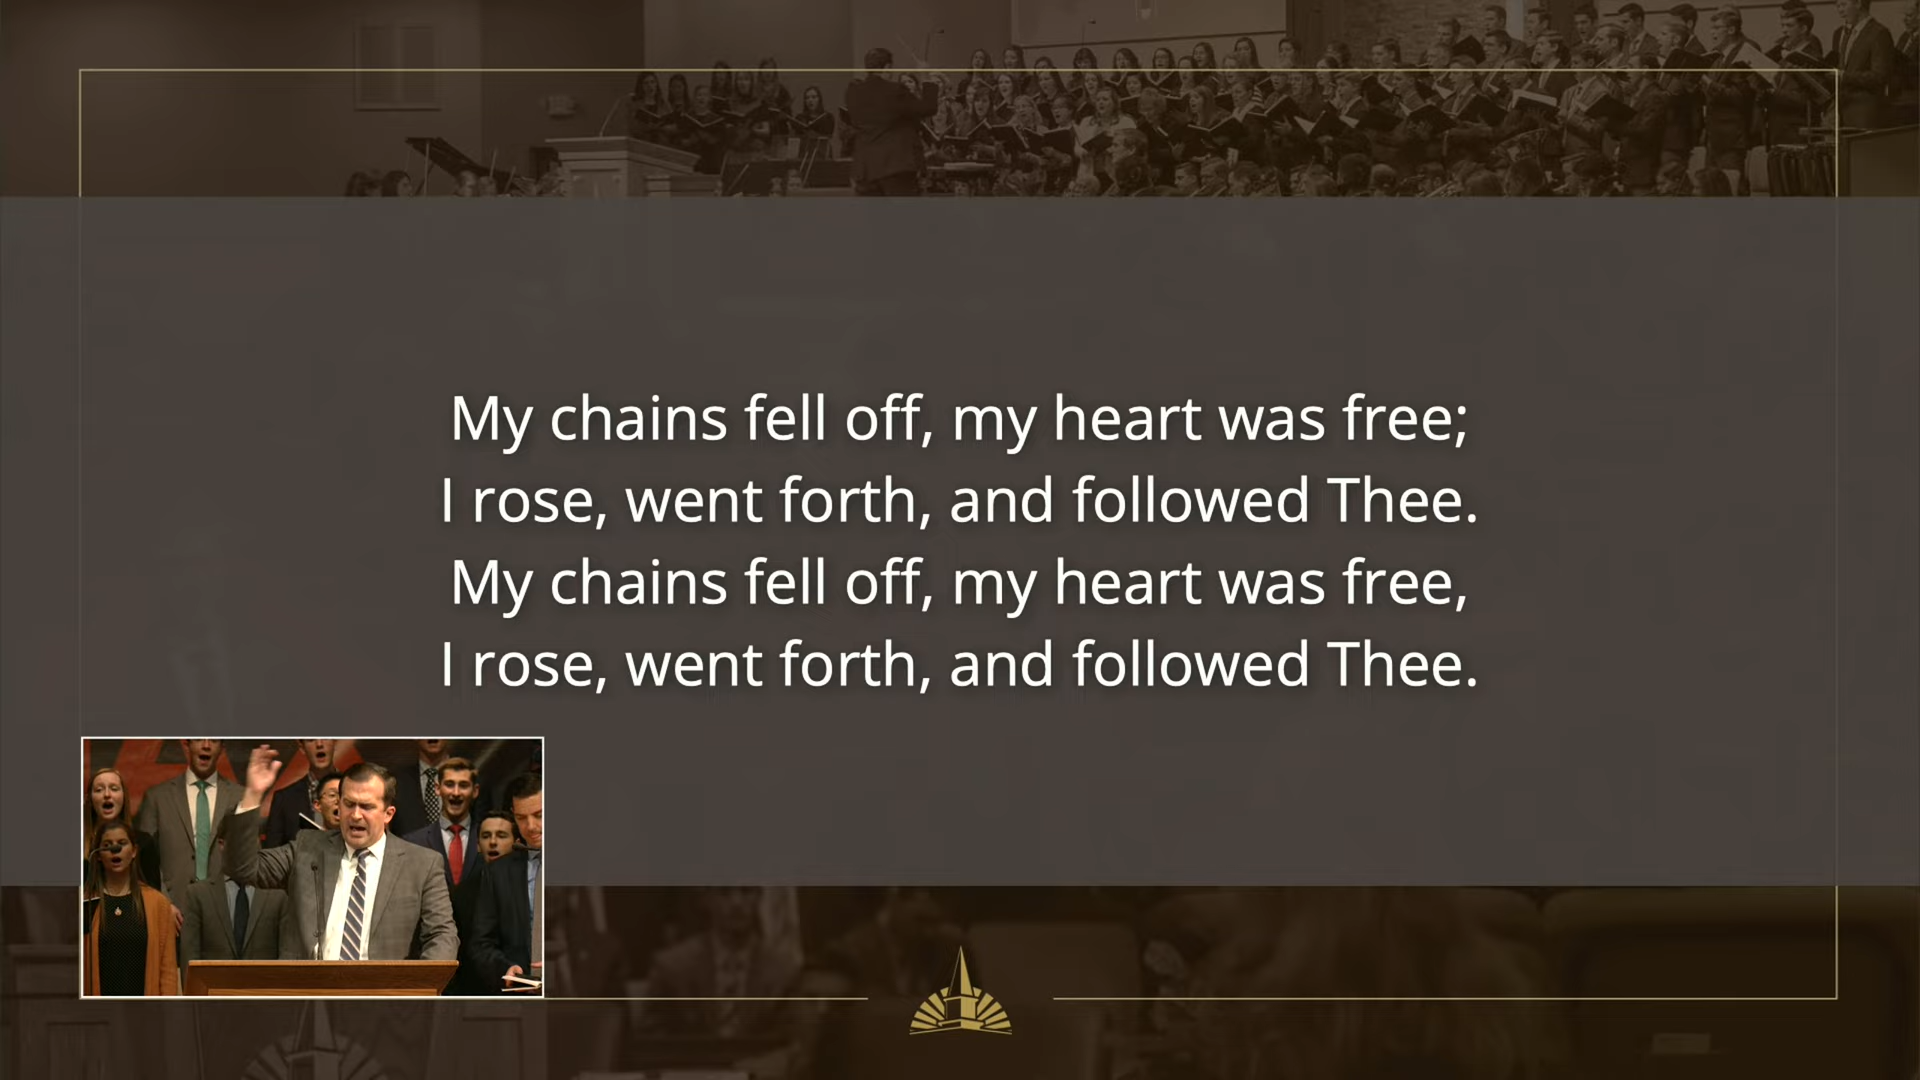 My chains fell off, my heart was free;
I rose, went forth, and followed Thee.
My chains fell off, my heart was free,
I rose, went forth, and followed Thee.